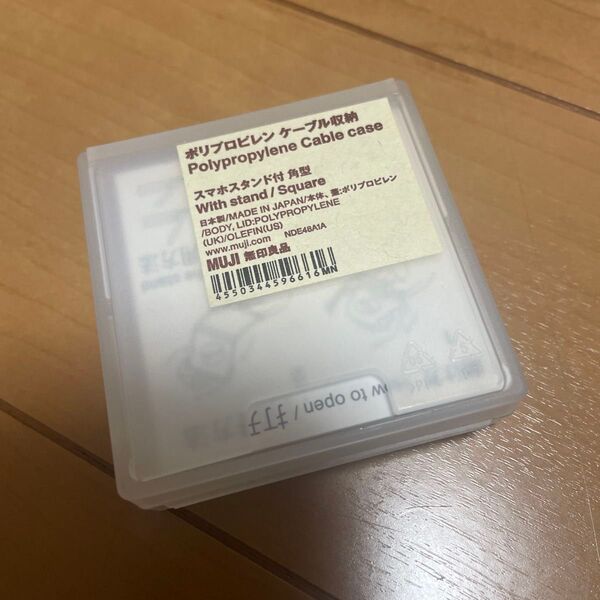 ポリプロピレン ケーブル収納
Polypropylene Cable case
スマホスタンド付 角型
With stand / Square
日本製/MADE IN JAPAN/本体、蓋:ポリプロピレン
/BODY, LID:POLYPROPYLENE
(UK)/OLEFIN(US)
www.muji.com NDE48A1A
MUJI 無印良品
4550344596616MN
w to open / 打